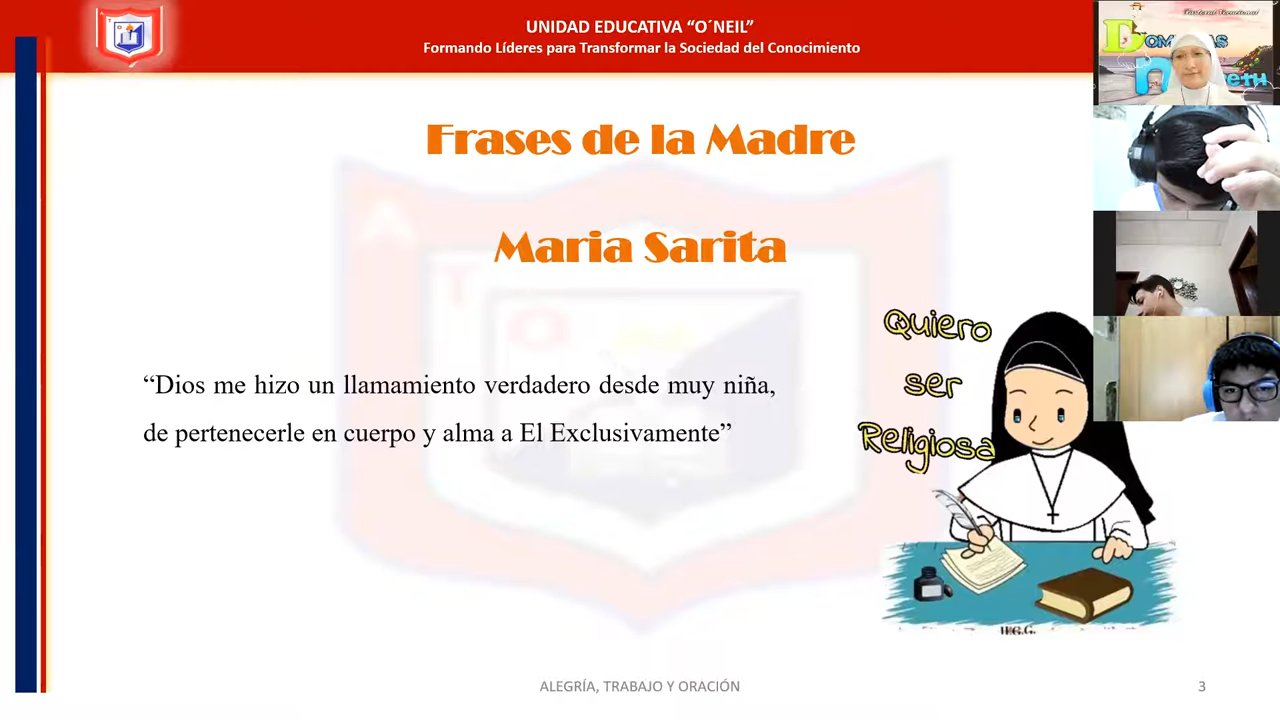 UNIDAD EDUCATIVA “O´NEIL”
Formando Líderes para Transformar la Sociedad del Conocimiento
Frases de la Madre
Maria Sarita
“Dios me hizo un llamamiento verdadero desde muy niña,
de pertenecerle en cuerpo y alma a El Exclusivamente”
Quiero
ser
Religiosa
ALEGRÍA, TRABAJO Y ORACIÓN
3